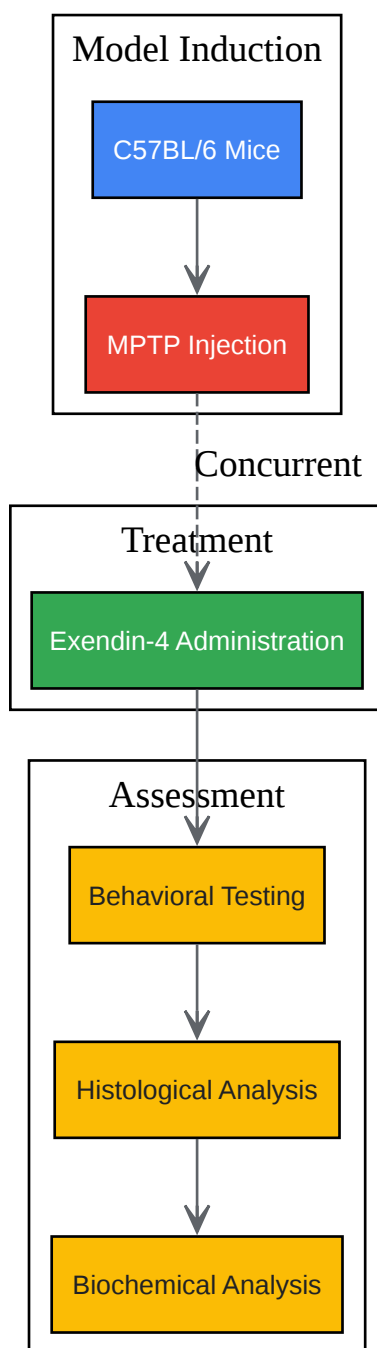 Model Induction
C57BL/6 Mice
MPTP Injection
Concurrent
Treatment
Exendin-4 Administration
Assessment
Behavioral Testing
Histological Analysis
Biochemical Analysis